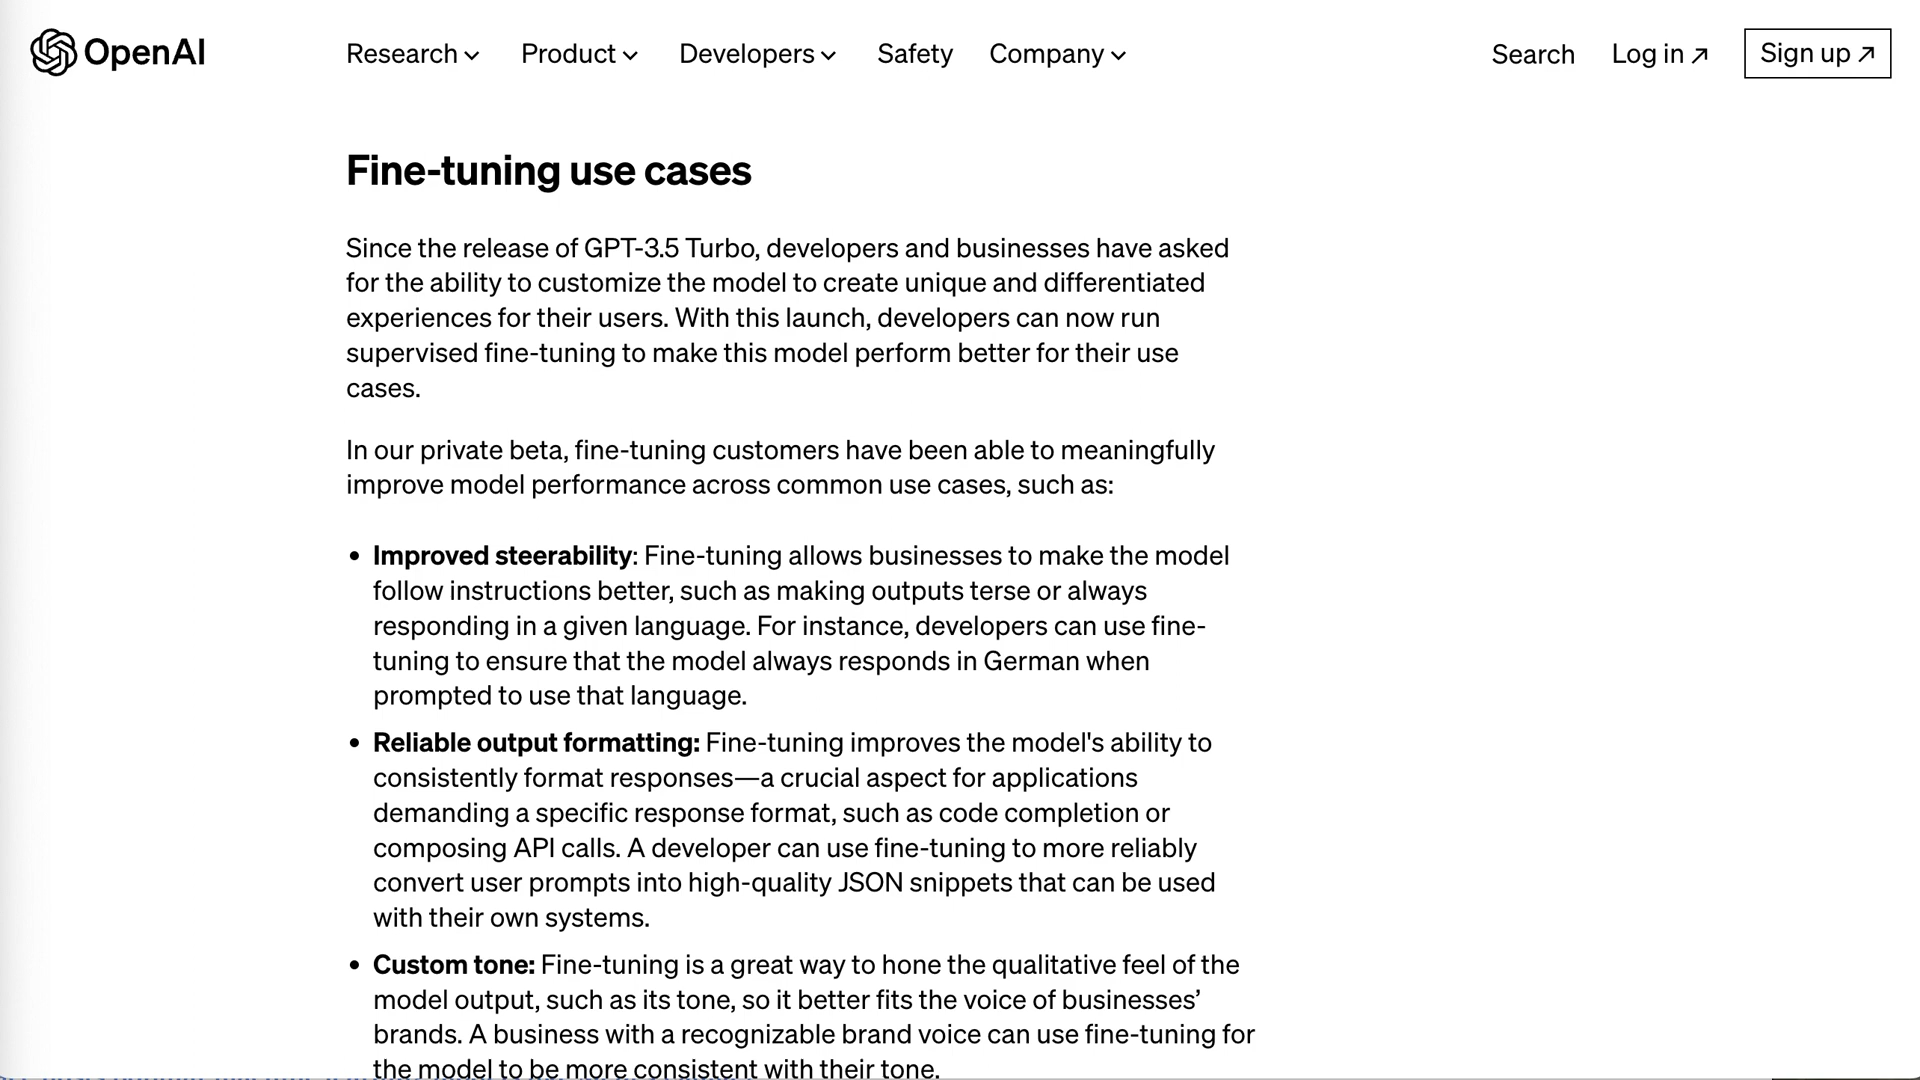 OpenAI
Research
Product
Developers
Safety
Company
Search
Log in ↗
Sign up ↗
Fine-tuning use cases
Since the release of GPT-3.5 Turbo, developers and businesses have asked
for the ability to customize the model to create unique and differentiated
experiences for their users. With this launch, developers can now run
supervised fine-tuning to make this model perform better for their use
cases.
In our private beta, fine-tuning customers have been able to meaningfully
improve model performance across common use cases, such as:
• Improved steerability: Fine-tuning allows businesses to make the model
follow instructions better, such as making outputs terse or always
responding in a given language. For instance, developers can use fine-
tuning to ensure that the model always responds in German when
prompted to use that language.
• Reliable output formatting: Fine-tuning improves the model's ability to
consistently format responses—a crucial aspect for applications
demanding a specific response format, such as code completion or
composing API calls. A developer can use fine-tuning to more reliably
convert user prompts into high-quality JSON snippets that can be used
with their own systems.
• Custom tone: Fine-tuning is a great way to hone the qualitative feel of the
model output, such as its tone, so it better fits the voice of businesses’
brands. A business with a recognizable brand voice can use fine-tuning for
the model to be more consistent with their tone.